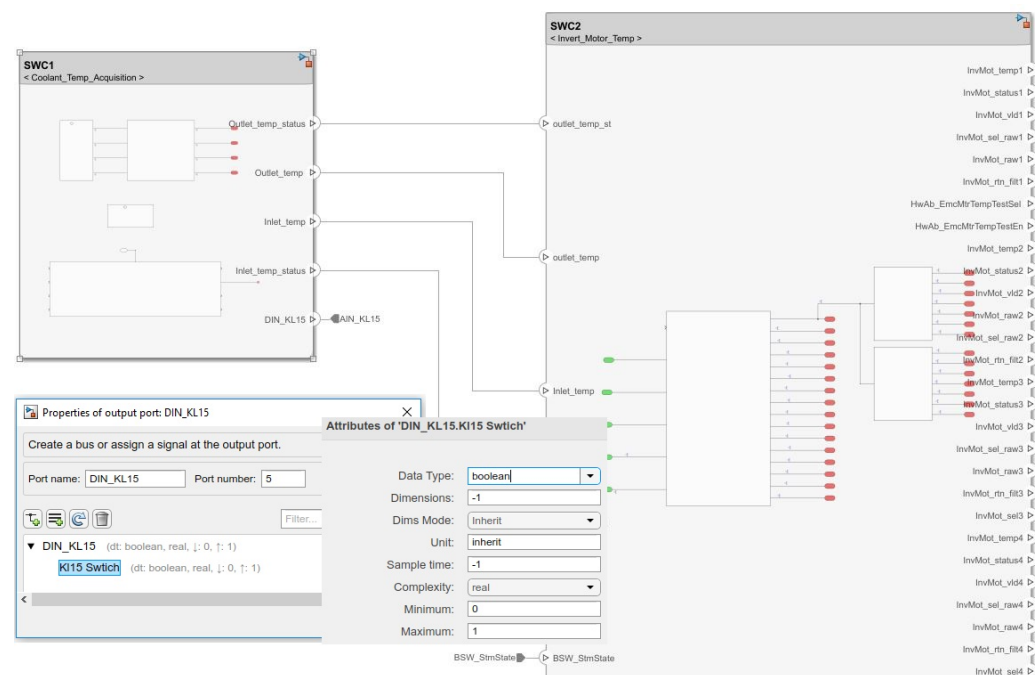 SWC1
< Coolant_Temp_Acquisition >
Outlet_temp_status
Outlet_temp
Inlet_temp
Inlet_temp_status
DIN_KL15
AIN_KL15
SWC2
< Invert_Motor_Temp >
outlet_temp_st
outlet_temp
Inlet_temp
BSW_StmState
BSW_StmState
InvMot_temp1
InvMot_status1
InvMot_vld1
InvMot_sel_raw1
InvMot_raw1
InvMot_rtn_filt1
HwAb_EmcMtrTempTestSel
HwAb_EmcMtrTempTestEn
InvMot_temp2
InvMot_status2
InvMot_vld2
InvMot_raw2
InvMot_sel_raw2
InvMot_rtn_filt2
InvMot_temp3
InvMot_status3
InvMot_vld3
InvMot_sel_raw3
InvMot_raw3
InvMot_rtn_filt3
InvMot_sel3
InvMot_temp4
InvMot_status4
InvMot_vld4
InvMot_sel_raw4
InvMot_raw4
InvMot_rtn_filt4
InvMot_sel4
Properties of output port: DIN_KL15
Create a bus or assign a signal at the output port.
Port name: DIN_KL15 Port number: 5
Filter...
DIN_KL15 (dt: boolean, real, ↓: 0, ↑: 1)
Kl15 Swtich (dt: boolean, real, ↓: 0, ↑: 1)
Attributes of 'DIN_KL15.Kl15 Swtich'
Data Type: boolean
Dimensions: -1
Dims Mode: Inherit
Unit: inherit
Sample time: -1
Complexity: real
Minimum: 0
Maximum: 1